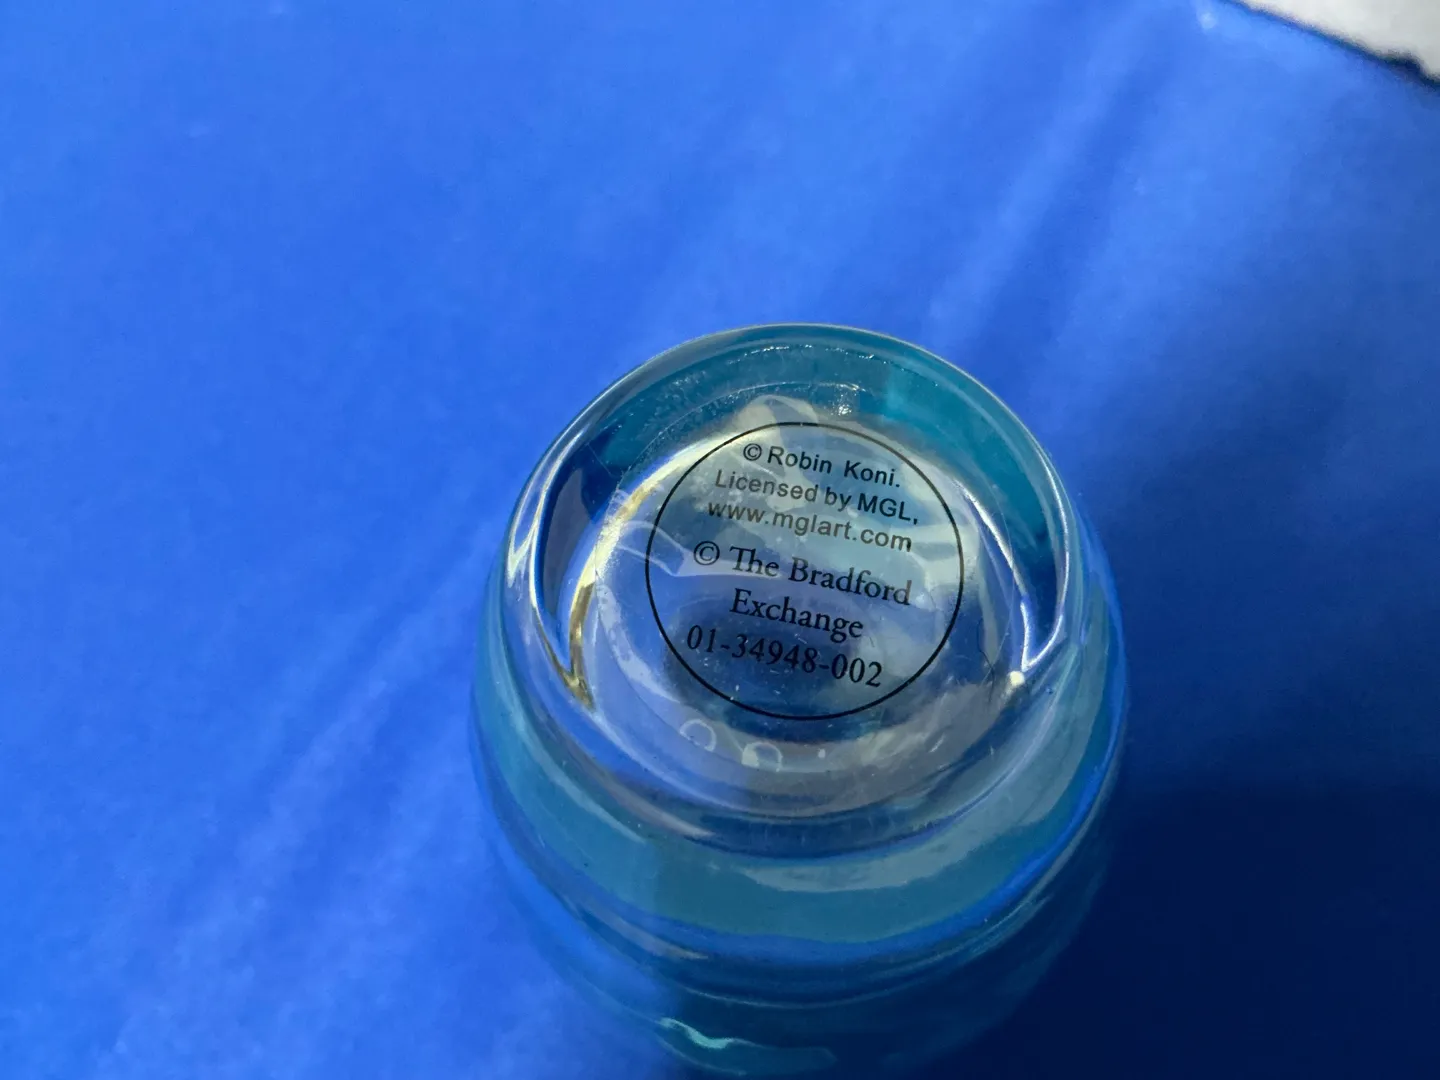 © Robin Koni.
Licensed by MGL,
www.mglart.com
© The Bradford
Exchange
01-34948-002